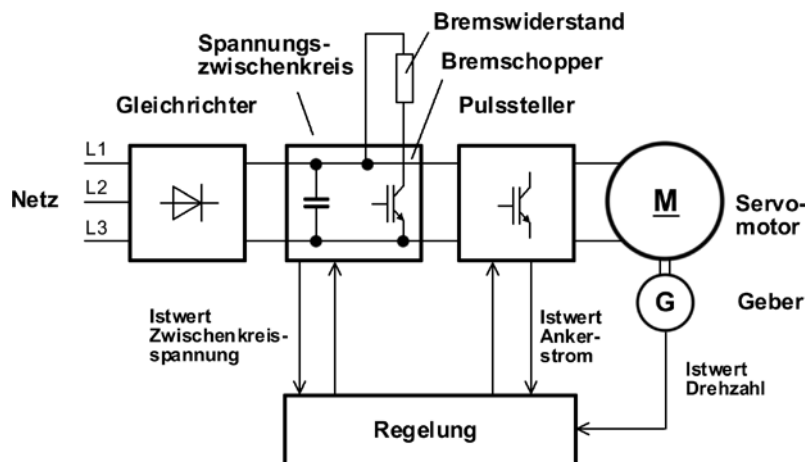 Bremswiderstand
Spannungs-
zwischenkreis
Bremschopper
Gleichrichter
Pulssteller
L1
L2
L3
Netz
M
Servo-
motor
G
Geber
Istwert
Zwischenkreis-
spannung
Istwert
Anker-
strom
Istwert
Drehzahl
Regelung